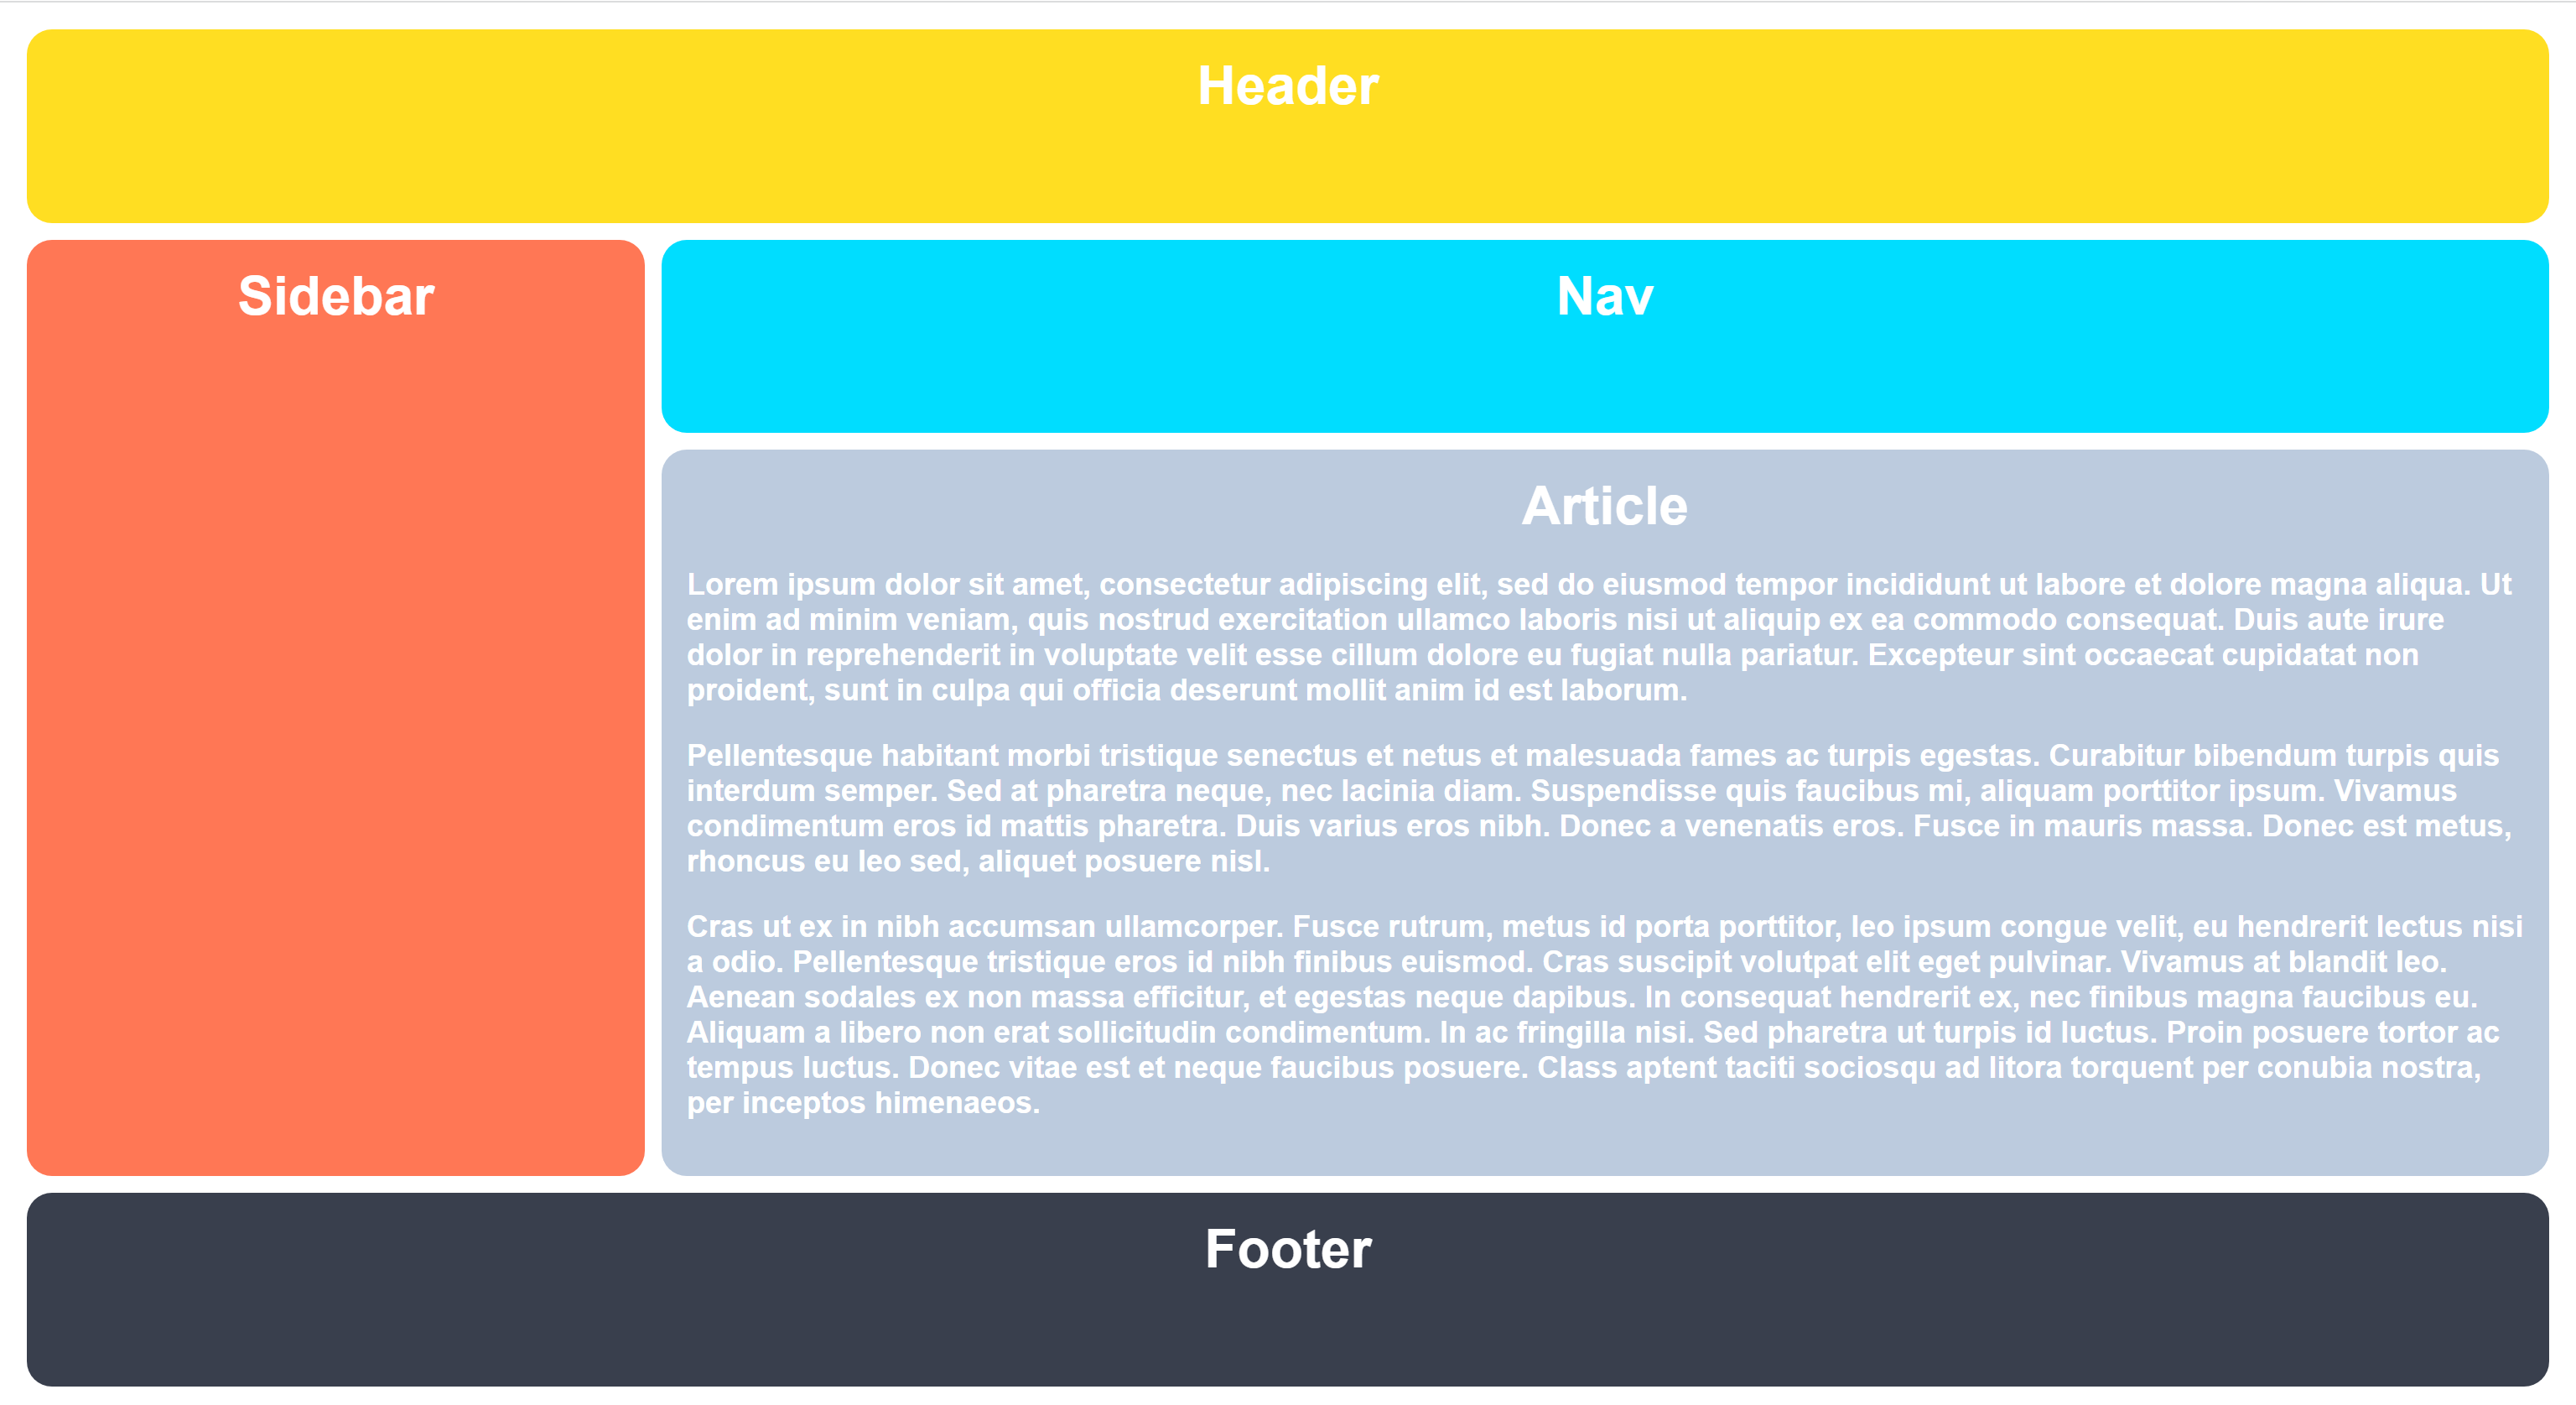 Header
Sidebar
Nav
Article
Lorem ipsum dolor sit amet, consectetur adipiscing elit, sed do eiusmod tempor incididunt ut labore et dolore magna aliqua. Ut
enim ad minim veniam, quis nostrud exercitation ullamco laboris nisi ut aliquip ex ea commodo consequat. Duis aute irure
dolor in reprehenderit in voluptate velit esse cillum dolore eu fugiat nulla pariatur. Excepteur sint occaecat cupidatat non
proident, sunt in culpa qui officia deserunt mollit anim id est laborum.
Pellentesque habitant morbi tristique senectus et netus et malesuada fames ac turpis egestas. Curabitur bibendum turpis quis
interdum semper. Sed at pharetra neque, nec lacinia diam. Suspendisse quis faucibus mi, aliquam porttitor ipsum. Vivamus
condimentum eros id mattis pharetra. Duis varius eros nibh. Donec a venenatis eros. Fusce in mauris massa. Donec est metus,
rhoncus eu leo sed, aliquet posuere nisl.
Cras ut ex in nibh accumsan ullamcorper. Fusce rutrum, metus id porta porttitor, leo ipsum congue velit, eu hendrerit lectus nisi
a odio. Pellentesque tristique eros id nibh finibus euismod. Cras suscipit volutpat elit eget pulvinar. Vivamus at blandit leo.
Aenean sodales ex non massa efficitur, et egestas neque dapibus. In consequat hendrerit ex, nec finibus magna faucibus eu.
Aliquam a libero non erat sollicitudin condimentum. In ac fringilla nisi. Sed pharetra ut turpis id luctus. Proin posuere tortor ac
tempus luctus. Donec vitae est et neque faucibus posuere. Class aptent taciti sociosqu ad litora torquent per conubia nostra,
per inceptos himenaeos.
Footer